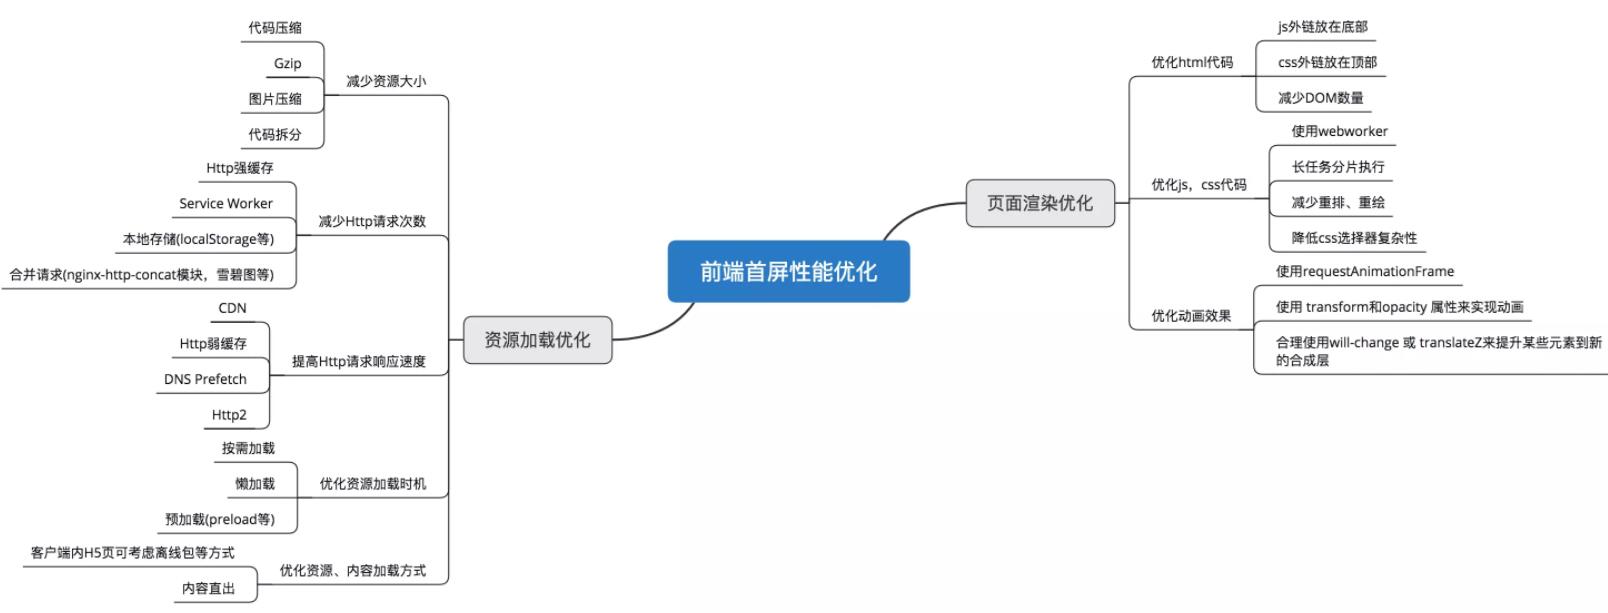 前端首屏性能优化
资源加载优化
减少资源大小
代码压缩
Gzip
图片压缩
代码拆分
减少Http请求次数
Http强缓存
Service Worker
本地存储(localStorage等)
合并请求(nginx-http-concat模块，雪碧图等)
提高Http请求响应速度
CDN
Http弱缓存
DNS Prefetch
Http2
优化资源加载时机
按需加载
懒加载
预加载(preload等)
优化资源、内容加载方式
客户端内H5页可考虑离线包等方式
内容直出
页面渲染优化
优化html代码
js外链放在底部
css外链放在顶部
减少DOM数量
优化js，css代码
使用webworker
长任务分片执行
减少重排、重绘
降低css选择器复杂性
优化动画效果
使用requestAnimationFrame
使用 transform和opacity 属性来实现动画
合理使用will-change 或 translateZ来提升某些元素到新
的合成层